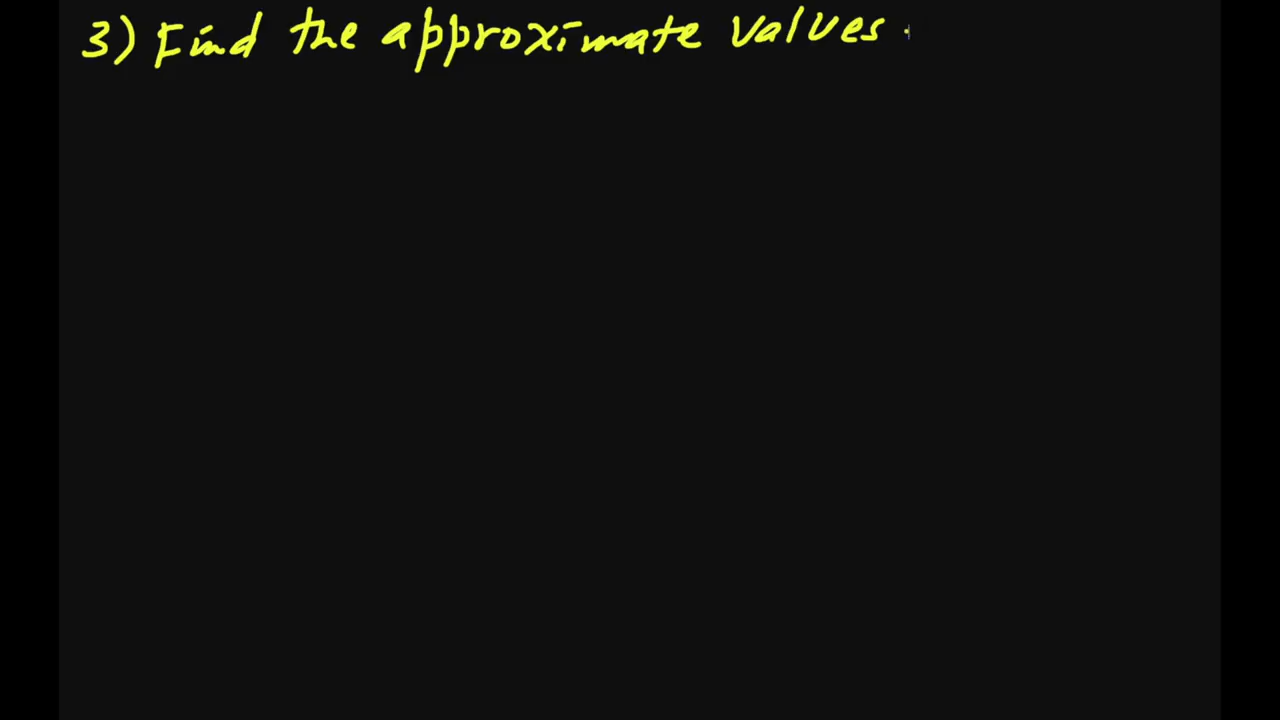 3) Find the approximate values